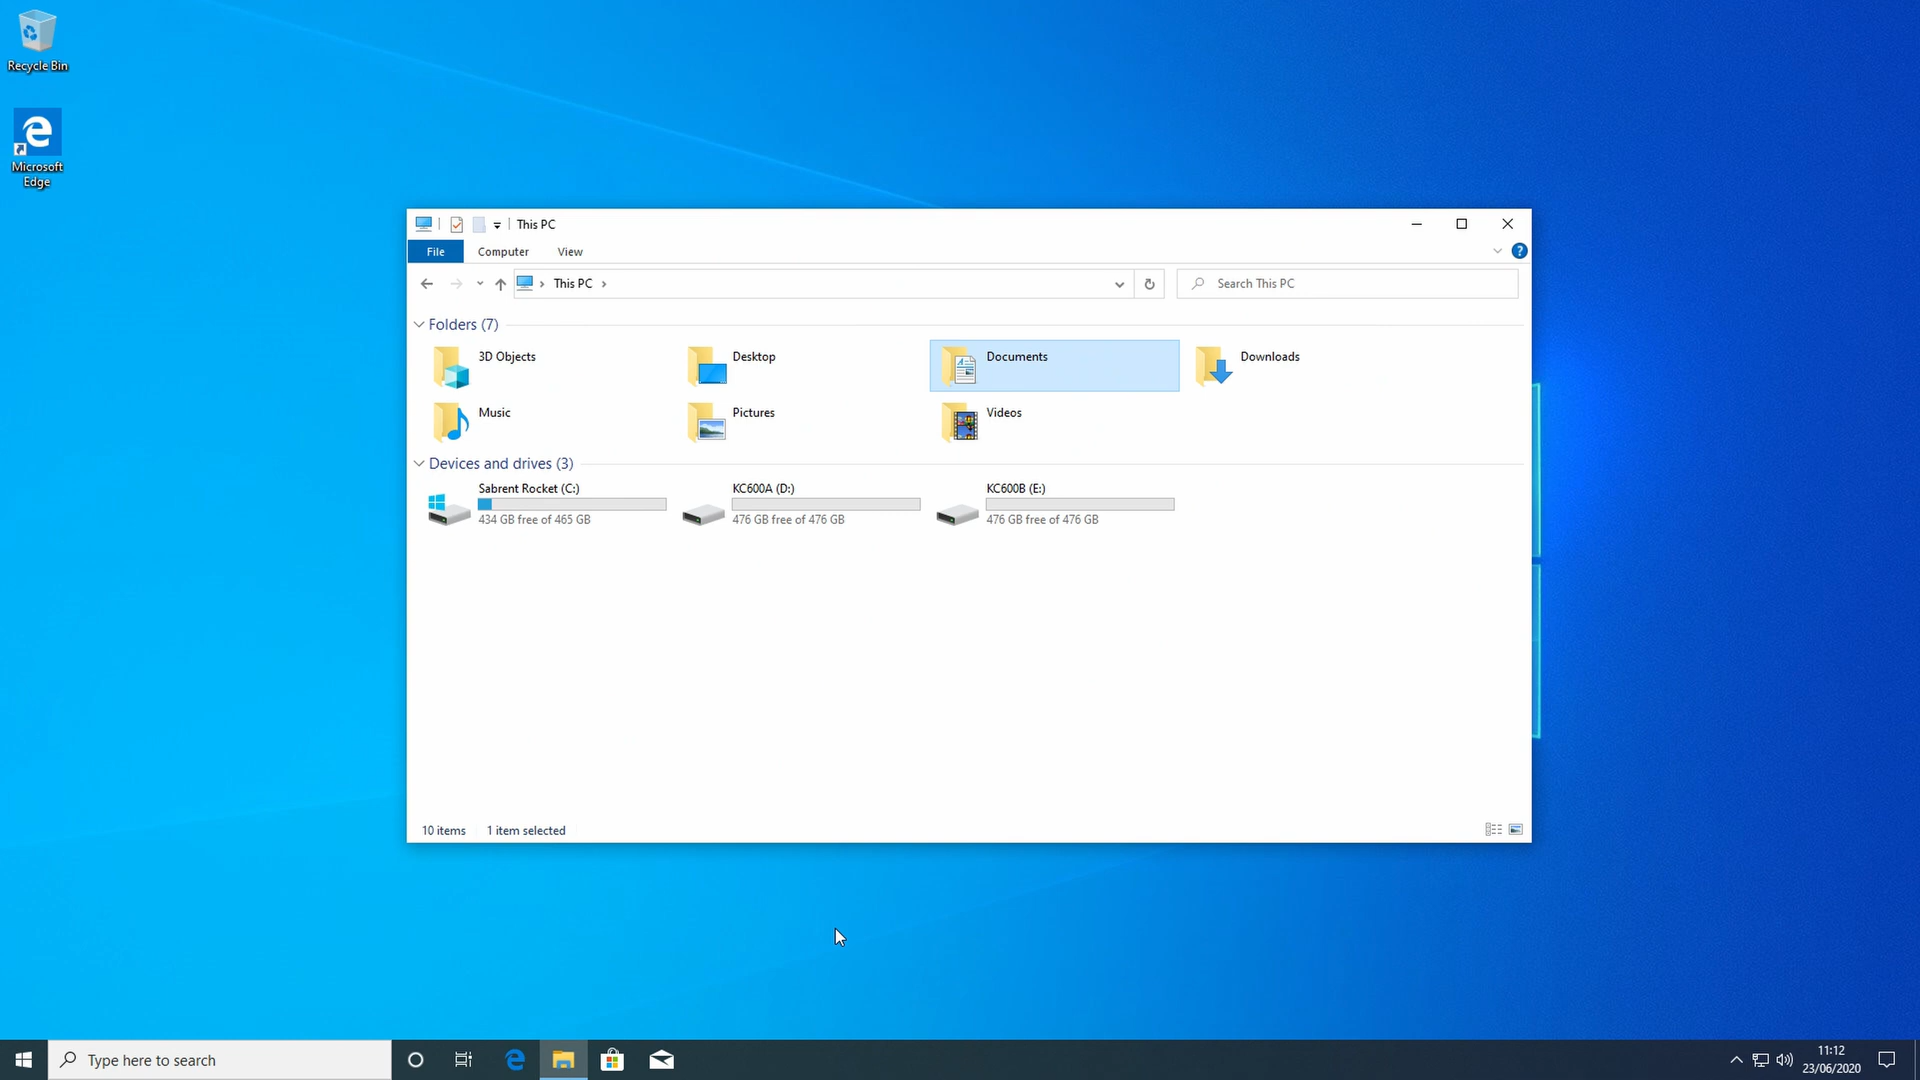 Recycle Bin
Microsoft
Edge
This PC
File Computer View
This PC
Search This PC
Folders (7)
3D Objects
Desktop
Documents
Downloads
Music
Pictures
Videos
Devices and drives (3)
Sabrent Rocket (C:)
434 GB free of 465 GB
KC600A (D:)
476 GB free of 476 GB
KC600B (E:)
476 GB free of 476 GB
10 items 1 item selected
Type here to search
11:12
23/06/2020